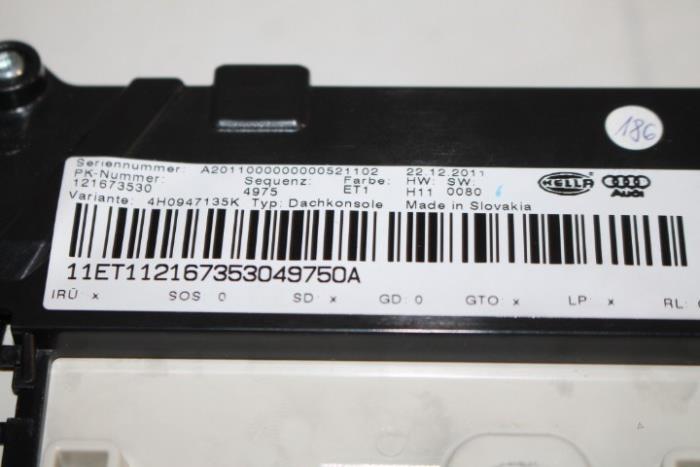 186
Seriennummer: A2011000000000521102 22.12.2011
PK-Nummer: Sequenz: Farbe: HW: SW:
121673530 4975 ET1 H11 0080
Variante: 4H0947135K Typ: Dachkonsole Made in Slovakia
HELLA Audi
11ET112167353049750A
IRÜ x SOS 0 SD x GD 0 GTO x LP x RL: